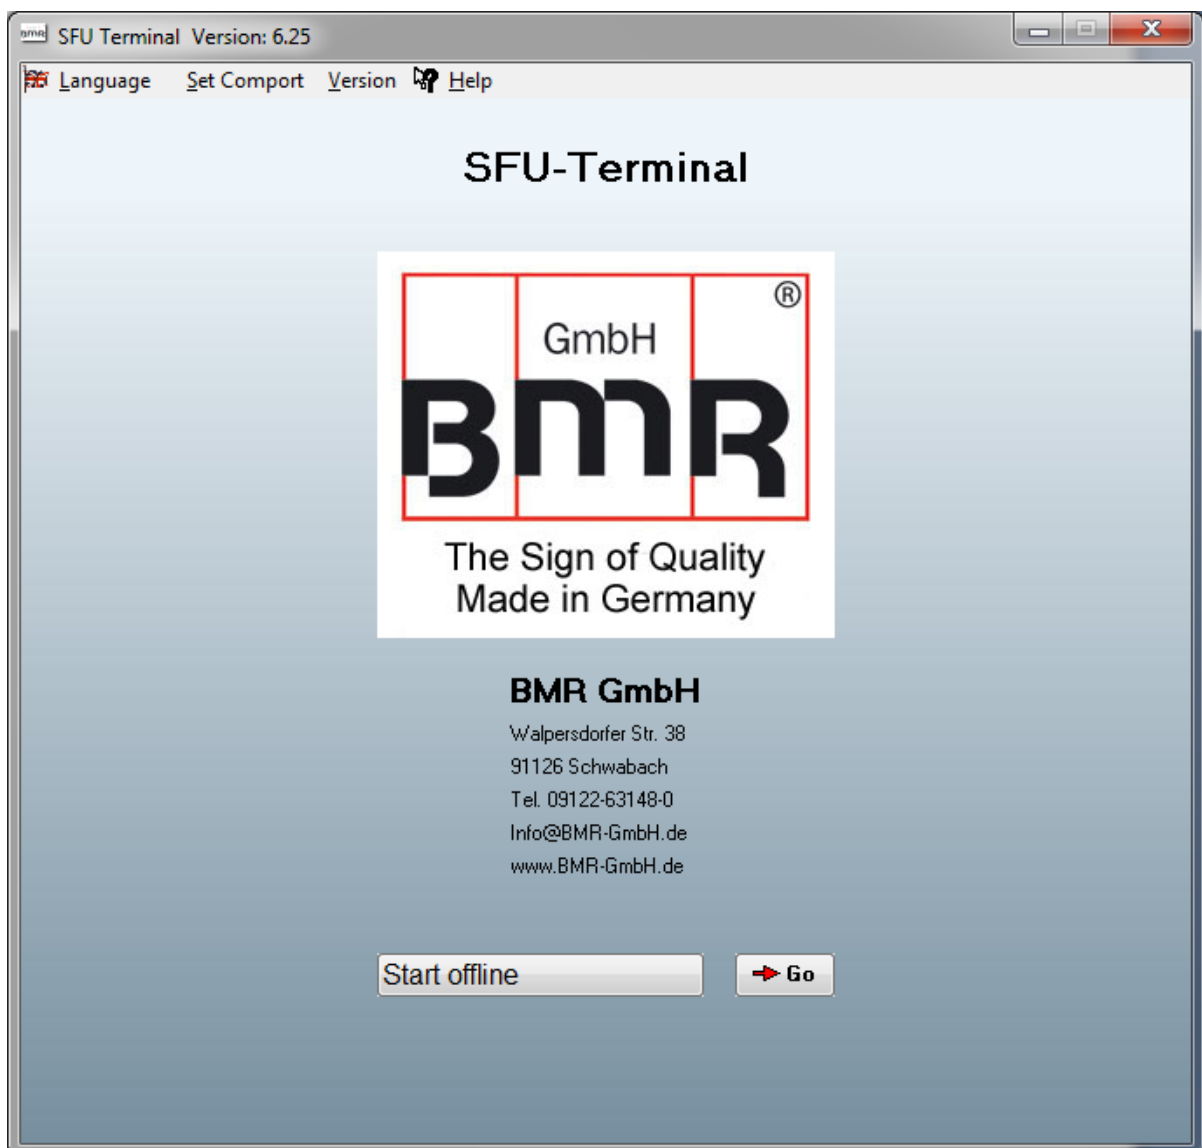 SFU Terminal Version: 6.25
Language Set Comport Version Help
SFU-Terminal
®
GmbH
BMR
The Sign of Quality
Made in Germany
BMR GmbH
Walpersdorfer Str. 38
91126 Schwabach
Tel. 09122-63148-0
Info@BMR-GmbH.de
www.BMR-GmbH.de
Start offline Go